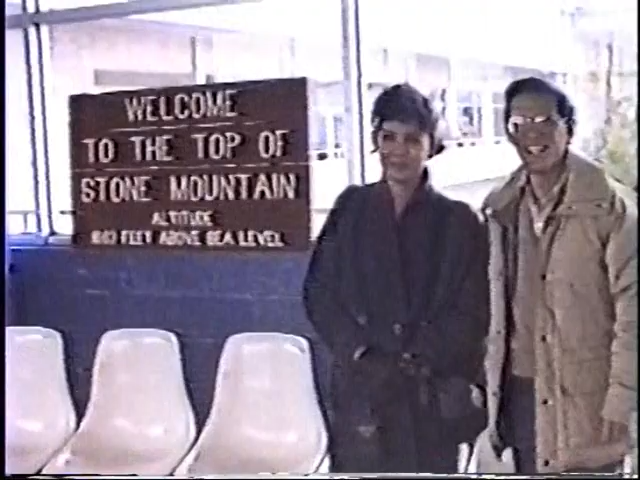 WELCOME
TO THE TOP OF
STONE MOUNTAIN
ALTITUDE
FEET ABOVE SEA LEVEL